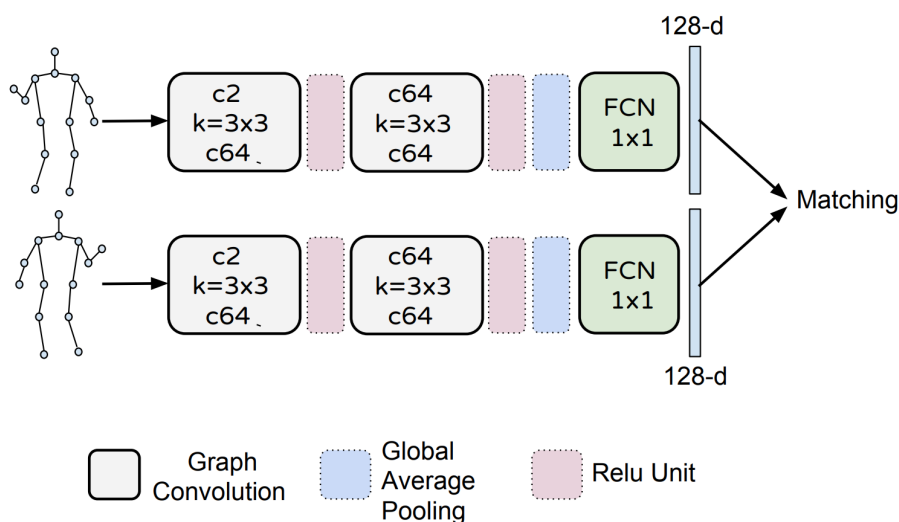 128-d
c2
k=3x3
c64
c64
k=3x3
c64
FCN
1x1
Matching
c2
k=3x3
c64
c64
k=3x3
c64
FCN
1x1
128-d
Graph
Convolution
Global
Average
Pooling
Relu Unit